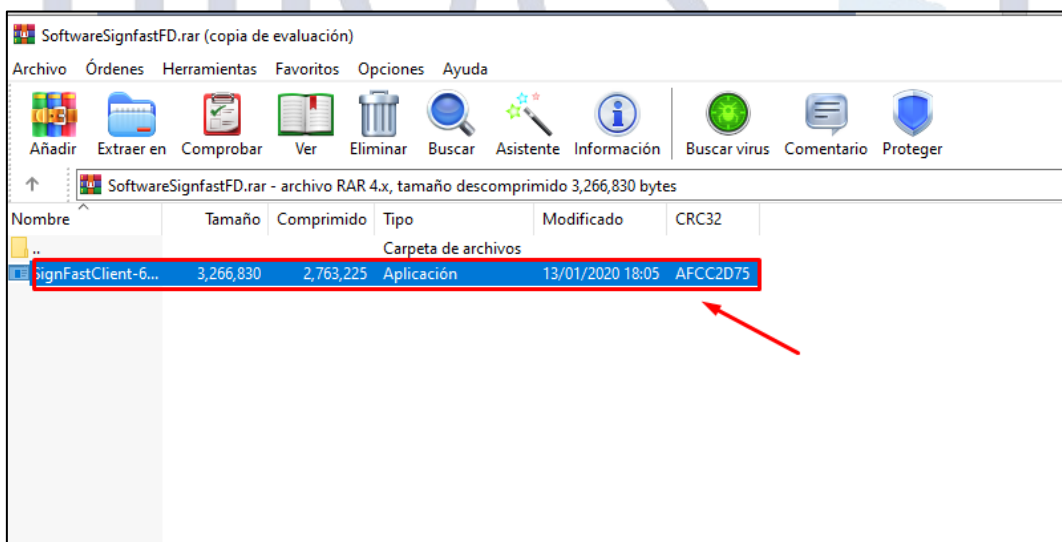 SoftwareSignfastFD.rar (copia de evaluación)
Archivo Órdenes Herramientas Favoritos Opciones Ayuda
Añadir Extraer en Comprobar Ver Eliminar Buscar Asistente Información Buscar virus Comentario Proteger
SoftwareSignfastFD.rar - archivo RAR 4.x, tamaño descomprimido 3,266,830 bytes
Nombre Tamaño Comprimido Tipo Modificado CRC32
.. Carpeta de archivos
SignFastClient-6... 3,266,830 2,763,225 Aplicación 13/01/2020 18:05 AFCC2D75